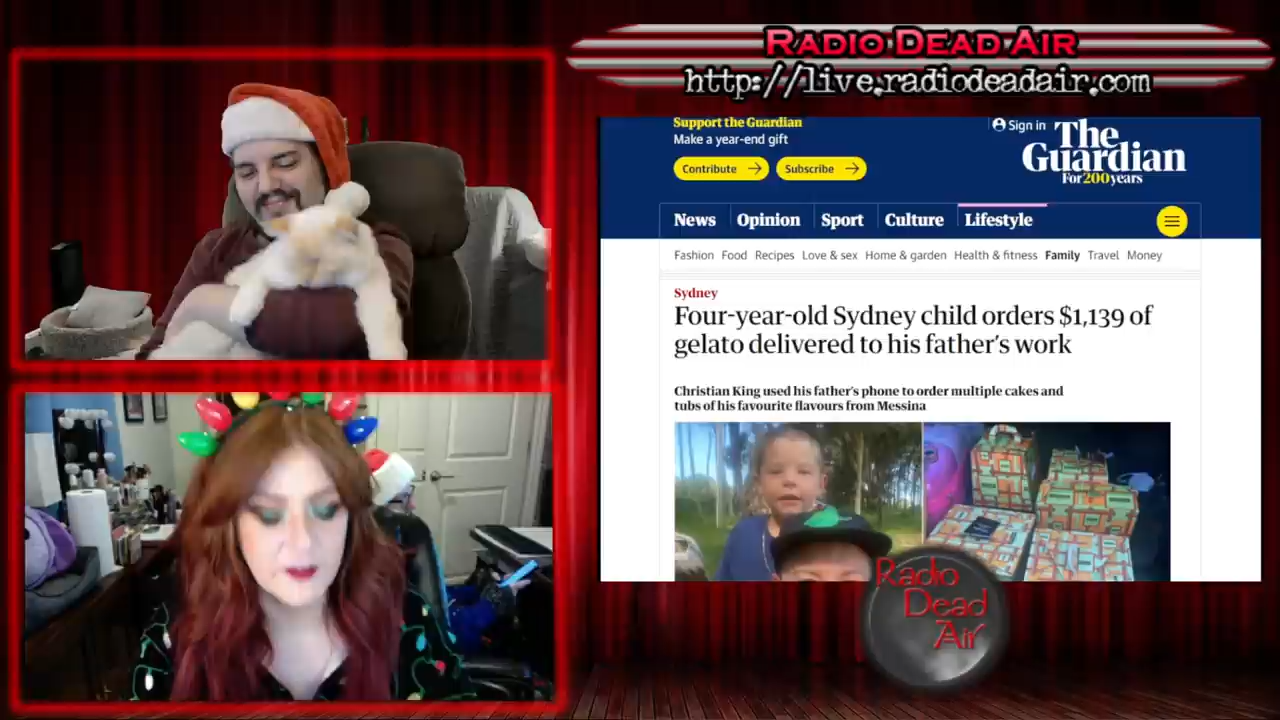 Radio Dead Air
http://live.radiodeadair.com
Support the Guardian
Make a year-end gift
Contribute
Subscribe
Sign in
The
Guardian
For 200 years
News Opinion Sport Culture Lifestyle
Fashion Food Recipes Love & sex Home & garden Health & fitness Family Travel Money
Sydney
Four-year-old Sydney child orders $1,139 of
gelato delivered to his father's work
Christian King used his father's phone to order multiple cakes and
tubs of his favourite flavours from Messina
Radio
Dead
Air